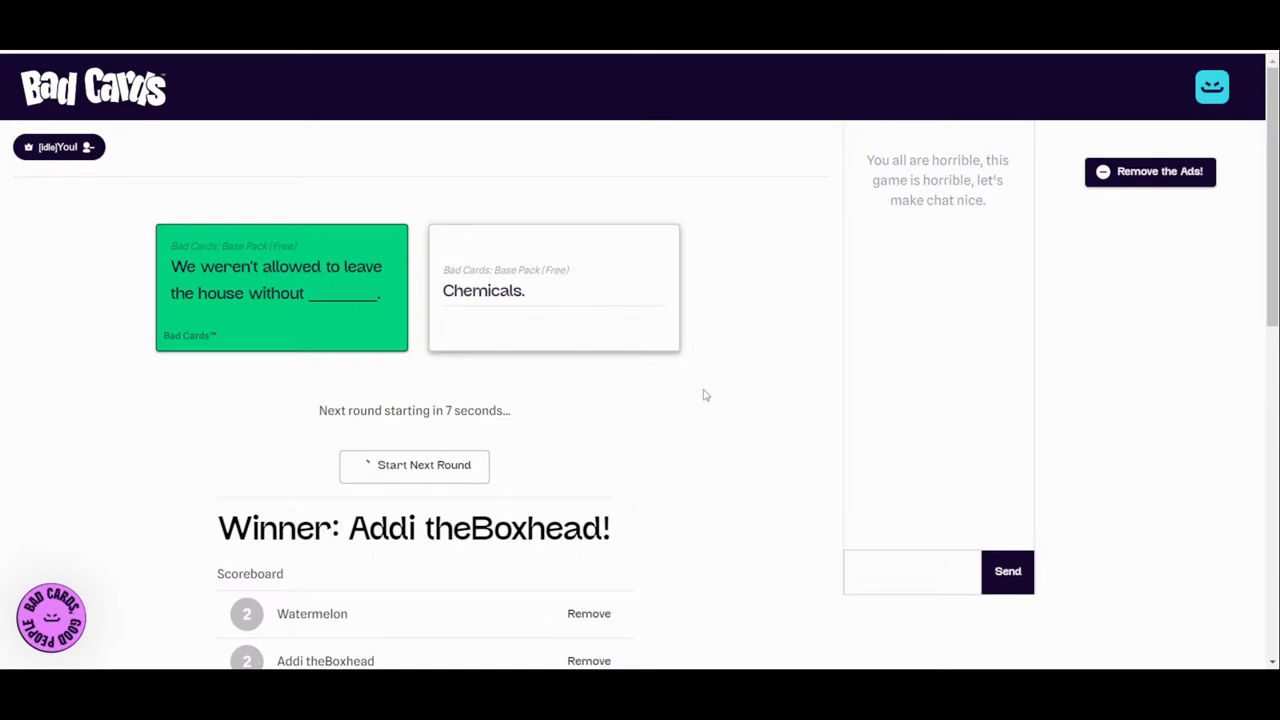 Bad Cards
[idle]You!
You all are horrible, this
game is horrible, let's
make chat nice.
Remove the Ads!
Bad Cards: Base Pack (Free)
We weren't allowed to leave
the house without ________.
Bad Cards™
Bad Cards: Base Pack (Free)
Chemicals.
Next round starting in 7 seconds...
Start Next Round
Winner: Addi theBoxhead!
Scoreboard
2 Watermelon Remove
2 Addi theBoxhead Remove
Send
BAD CARDS,
GOOD PEOPLE